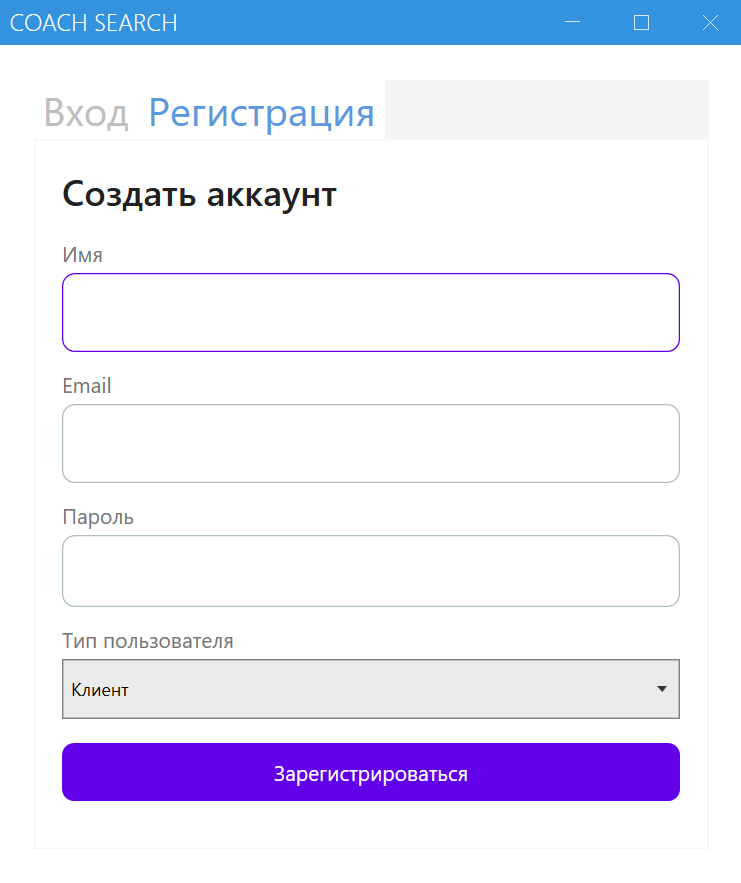 COACH SEARCH
Вход Регистрация
Создать аккаунт
Имя
Email
Пароль
Тип пользователя
Клиент
Зарегистрироваться